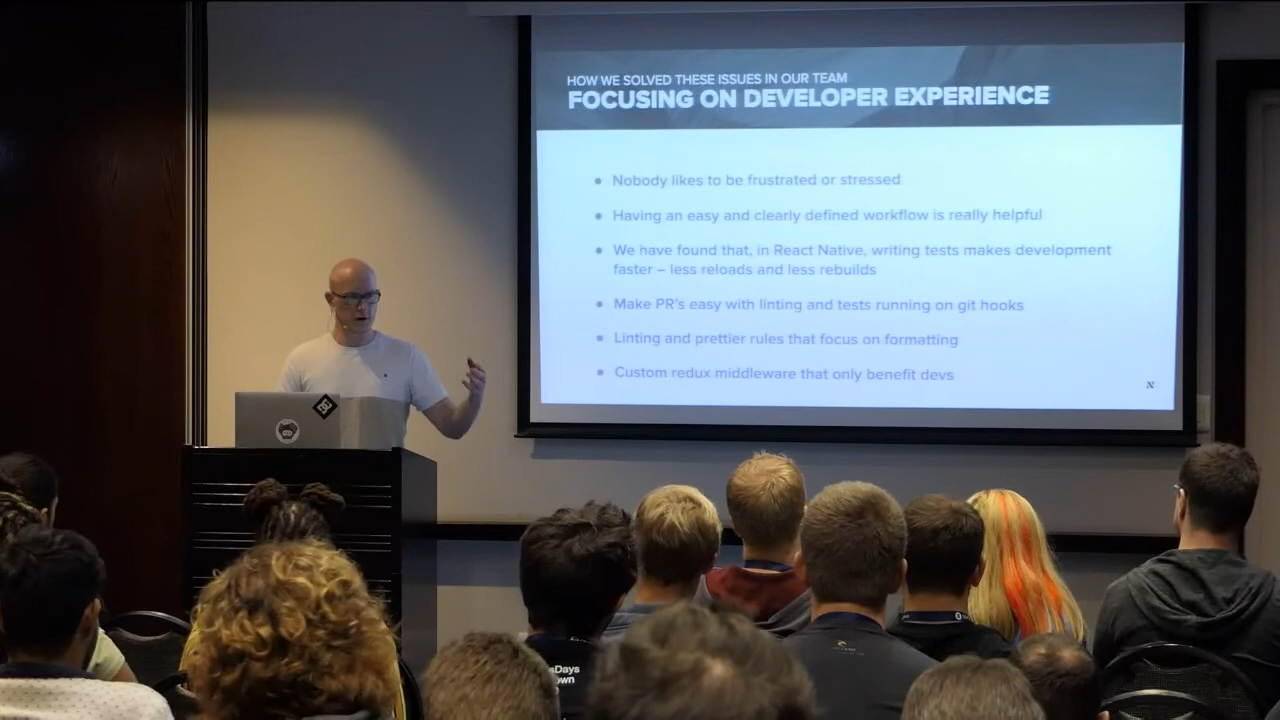 HOW WE SOLVED THESE ISSUES IN OUR TEAM
FOCUSING ON DEVELOPER EXPERIENCE
• Nobody likes to be frustrated or stressed
• Having an easy and clearly defined workflow is really helpful
• We have found that, in React Native, writing tests makes development
faster – less reloads and less rebuilds
• Make PR's easy with linting and tests running on git hooks
• Linting and prettier rules that focus on formatting
• Custom redux middleware that only benefit devs
N
sDays
own